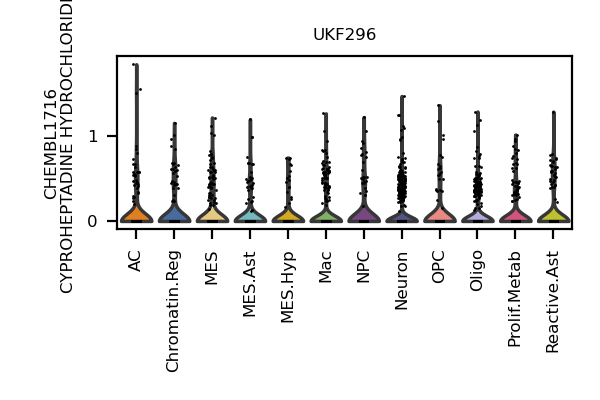 UKF296
CHEMBL1716
CYPROHEPTADINE HYDROCHLORIDE
1
0
AC
Chromatin.Reg
MES
MES.Ast
MES.Hyp
Mac
NPC
Neuron
OPC
Oligo
Prolif.Metab
Reactive.Ast